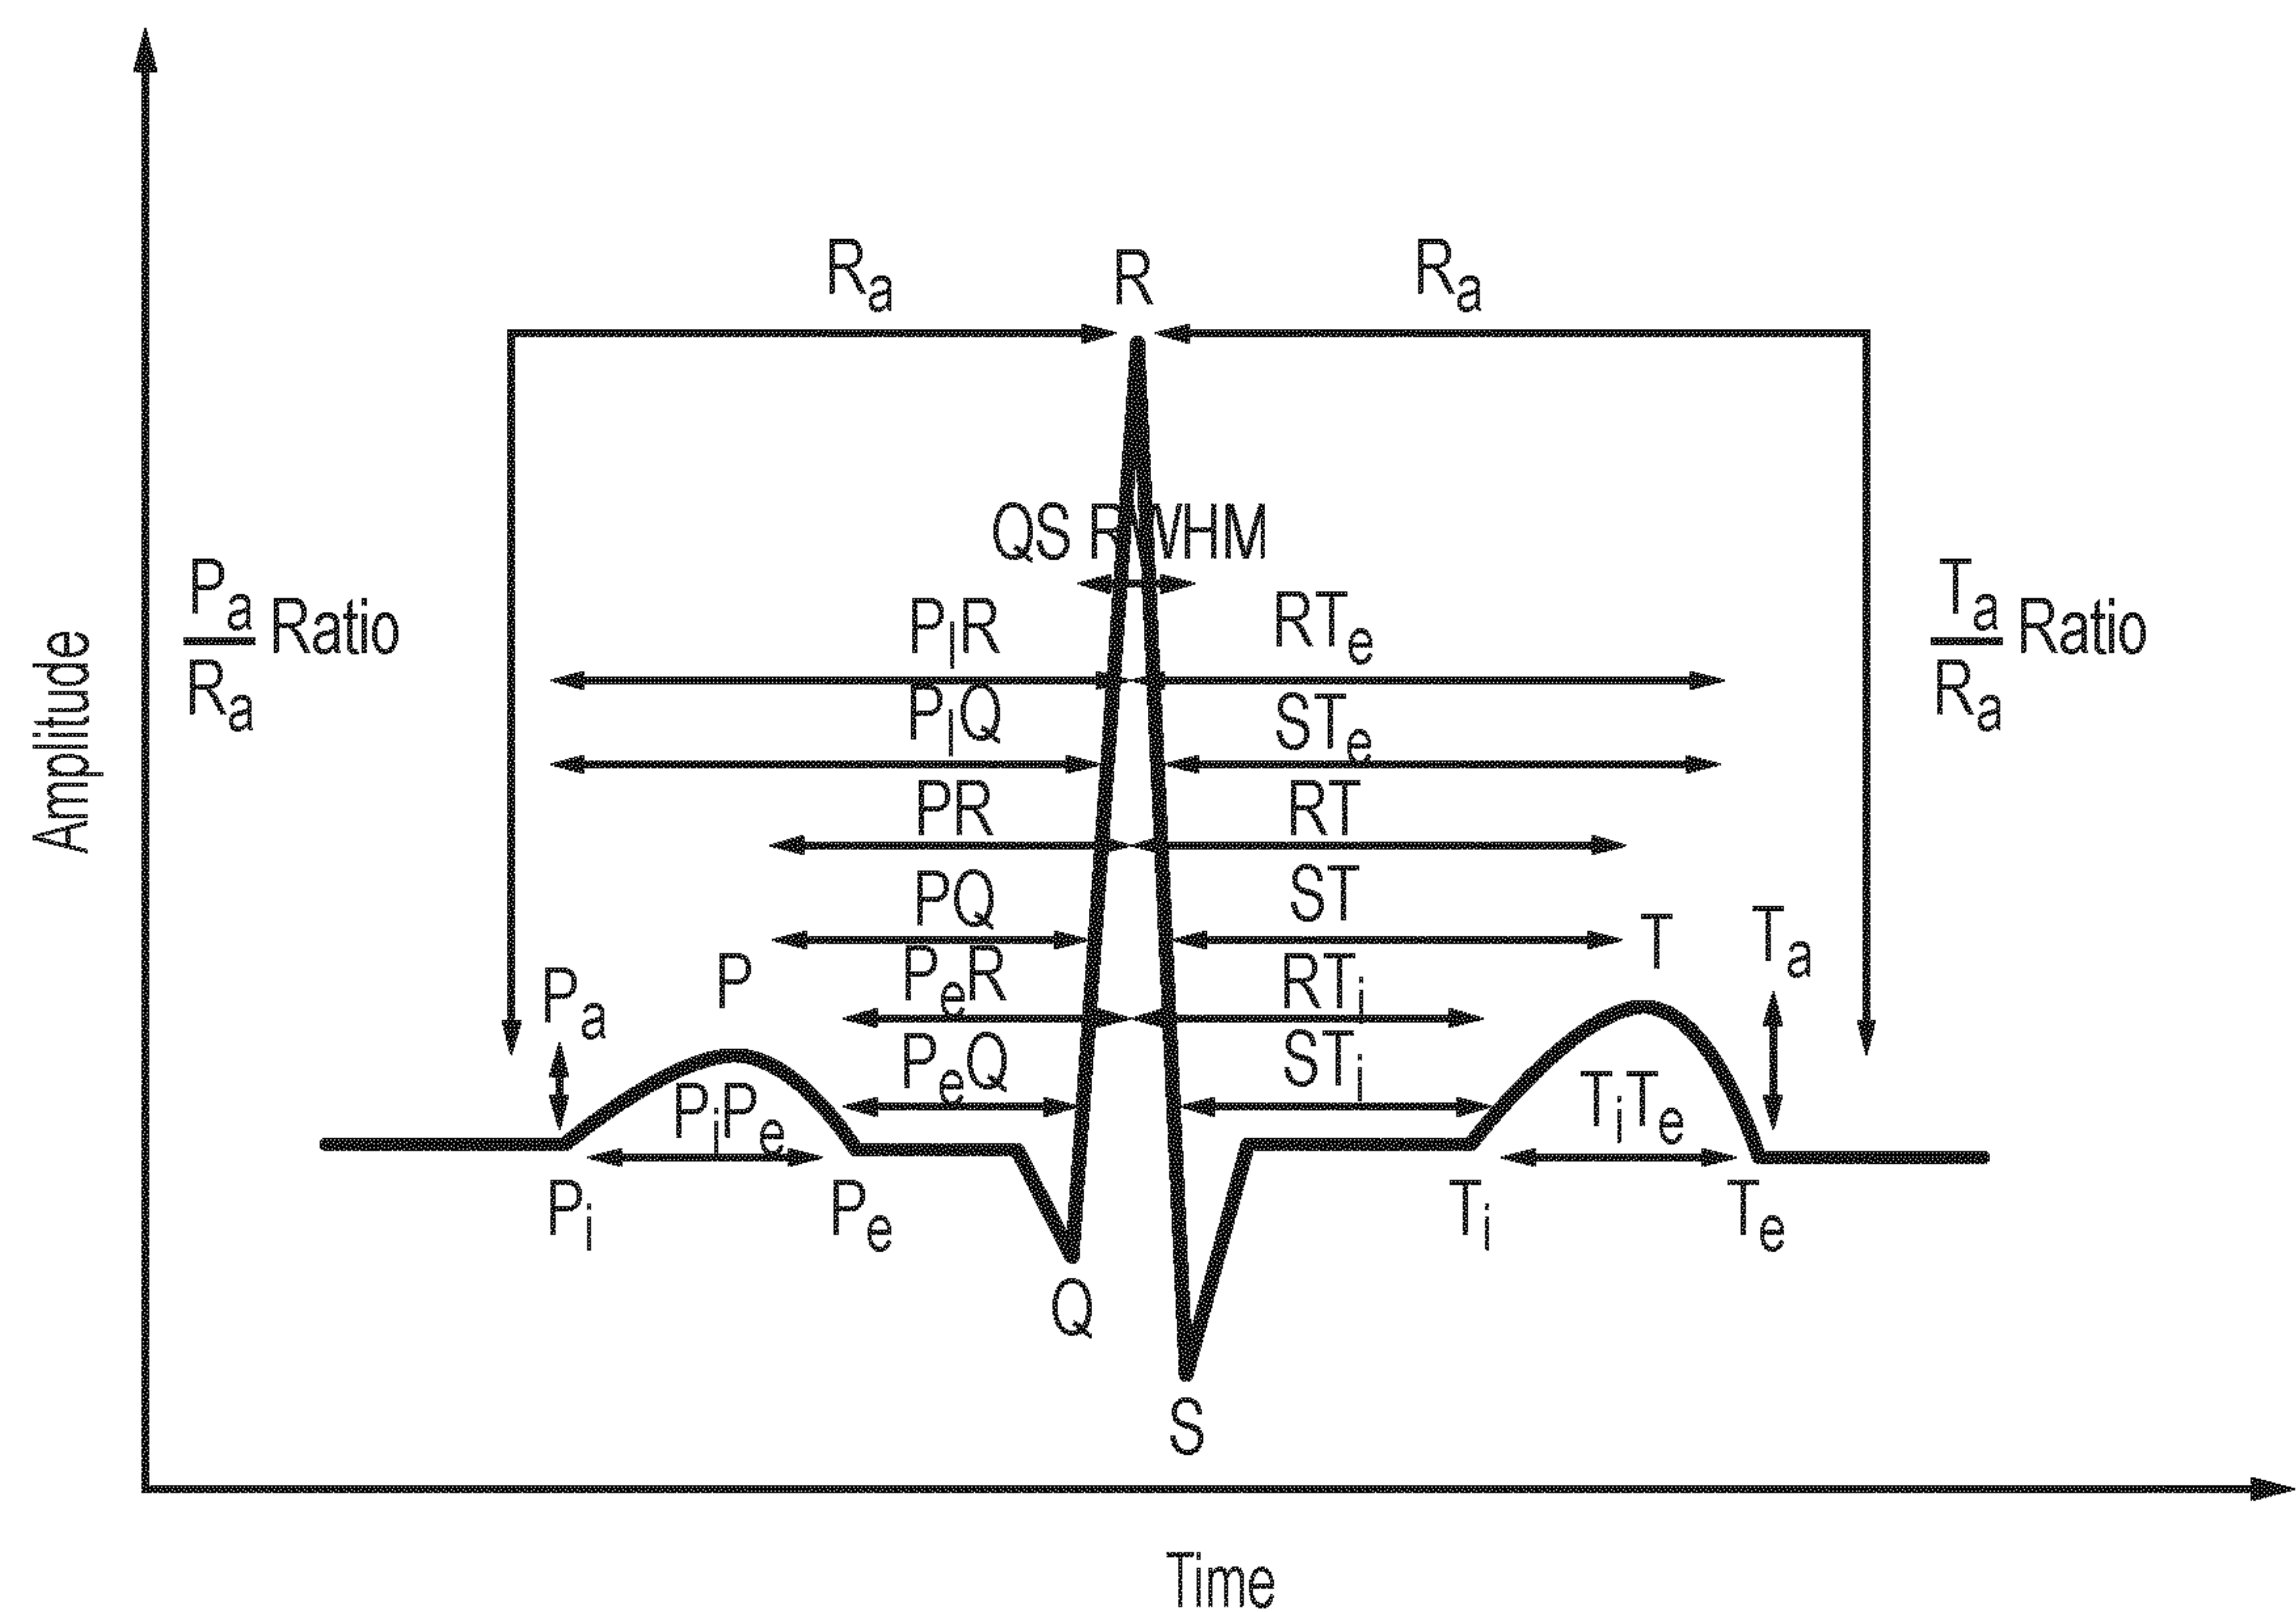 Rₐ R Rₐ
QS RWHM
Pₐ/Rₐ Ratio
Tₐ/Rₐ Ratio
Amplitude
PᵢR RTₑ
PᵢQ STₑ
PR RT
PQ ST
Pₐ P PₑR RTᵢ T Tₐ
PₑQ STᵢ
PᵢPₑ TᵢTₑ
Pᵢ Pₑ Tᵢ Tₑ
Q
S
Time